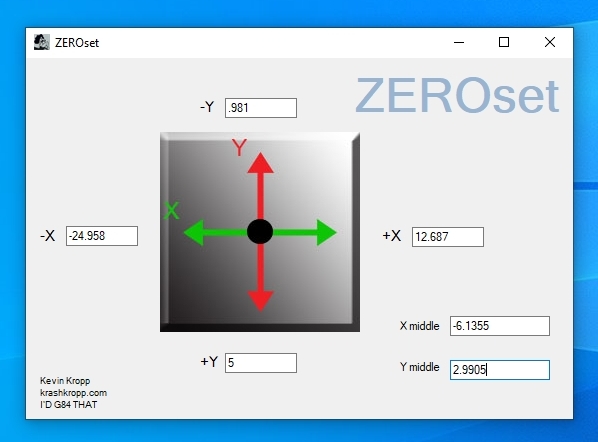 ZEROset
ZEROset
-Y .981
Y
X
-X -24.958
+X 12.687
X middle -6.1355
+Y 5
Y middle 2.9905
Kevin Kropp
krashkropp.com
I'D G84 THAT